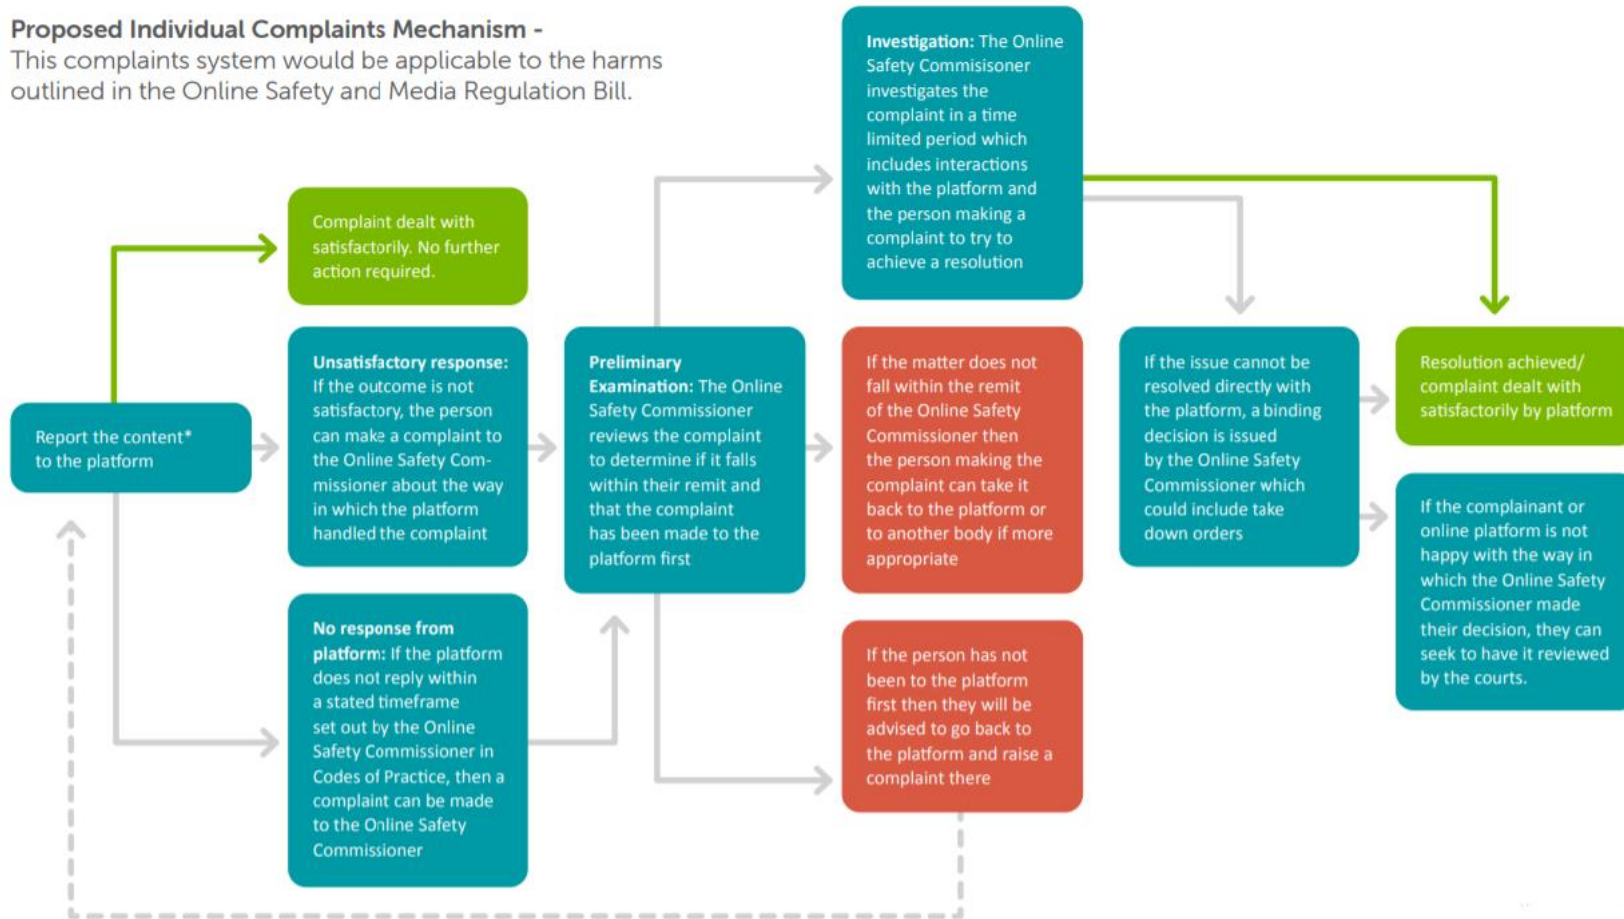 Proposed Individual Complaints Mechanism -
This complaints system would be applicable to the harms
outlined in the Online Safety and Media Regulation Bill.
Report the content*
to the platform
Complaint dealt with
satisfactorily. No further
action required.
Unsatisfactory response:
If the outcome is not
satisfactory, the person
can make a complaint to
the Online Safety Com-
missioner about the way
in which the platform
handled the complaint
No response from
platform: If the platform
does not reply within
a stated timeframe
set out by the Online
Safety Commissioner in
Codes of Practice, then a
complaint can be made
to the Online Safety
Commissioner
Preliminary
Examination: The Online
Safety Commissioner
reviews the complaint
to determine if it falls
within their remit and
that the complaint
has been made to the
platform first
Investigation: The Online
Safety Commisisoner
investigates the
complaint in a time
limited period which
includes interactions
with the platform and
the person making a
complaint to try to
achieve a resolution
If the matter does not
fall within the remit
of the Online Safety
Commissioner then
the person making the
complaint can take it
back to the platform or
to another body if more
appropriate
If the person has not
been to the platform
first then they will be
advised to go back to
the platform and raise a
complaint there
If the issue cannot be
resolved directly with
the platform, a binding
decision is issued
by the Online Safety
Commissioner which
could include take
down orders
Resolution achieved/
complaint dealt with
satisfactorily by platform
If the complainant or
online platform is not
happy with the way in
which the Online Safety
Commissioner made
their decision, they can
seek to have it reviewed
by the courts.